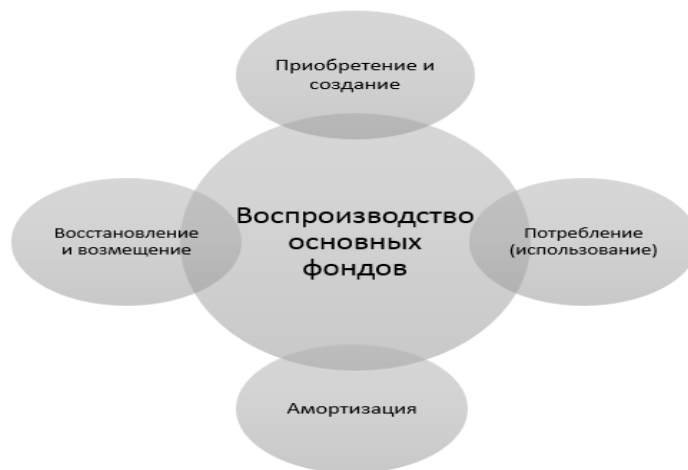 Приобретение и
создание
Восстановление
и возмещение
Воспроизводство
основных
фондов
Потребление
(использование)
Амортизация